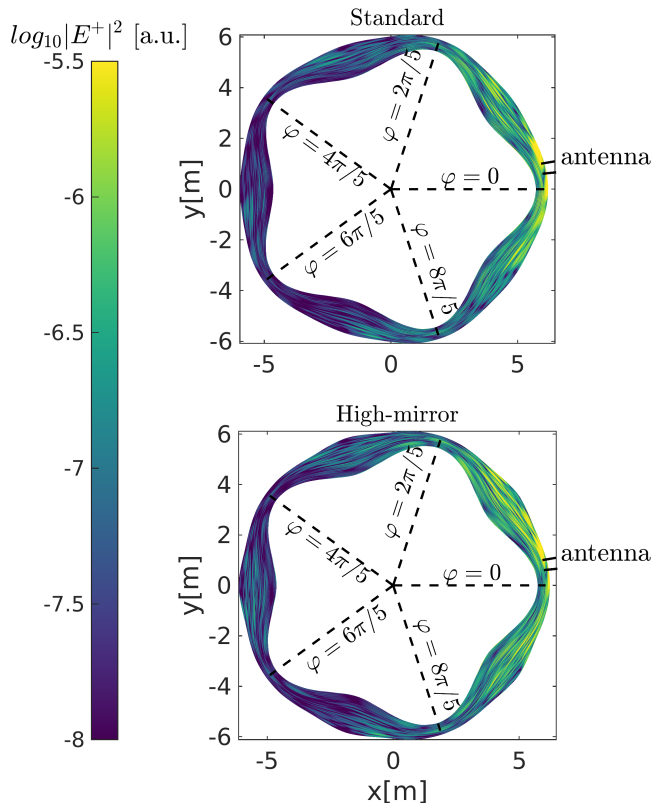 log₁₀|E⁺|² [a.u.]
-5.5
-6
-6.5
-7
-7.5
-8
Standard
6
4
2
0
-2
-4
-6
y[m]
φ = 2π/5
φ = 4π/5
φ = 0
φ = 6π/5
φ = 8π/5
antenna
-5
0
5
High-mirror
6
4
2
0
-2
-4
-6
y[m]
φ = 2π/5
φ = 4π/5
φ = 0
φ = 6π/5
φ = 8π/5
antenna
-5
0
5
x[m]